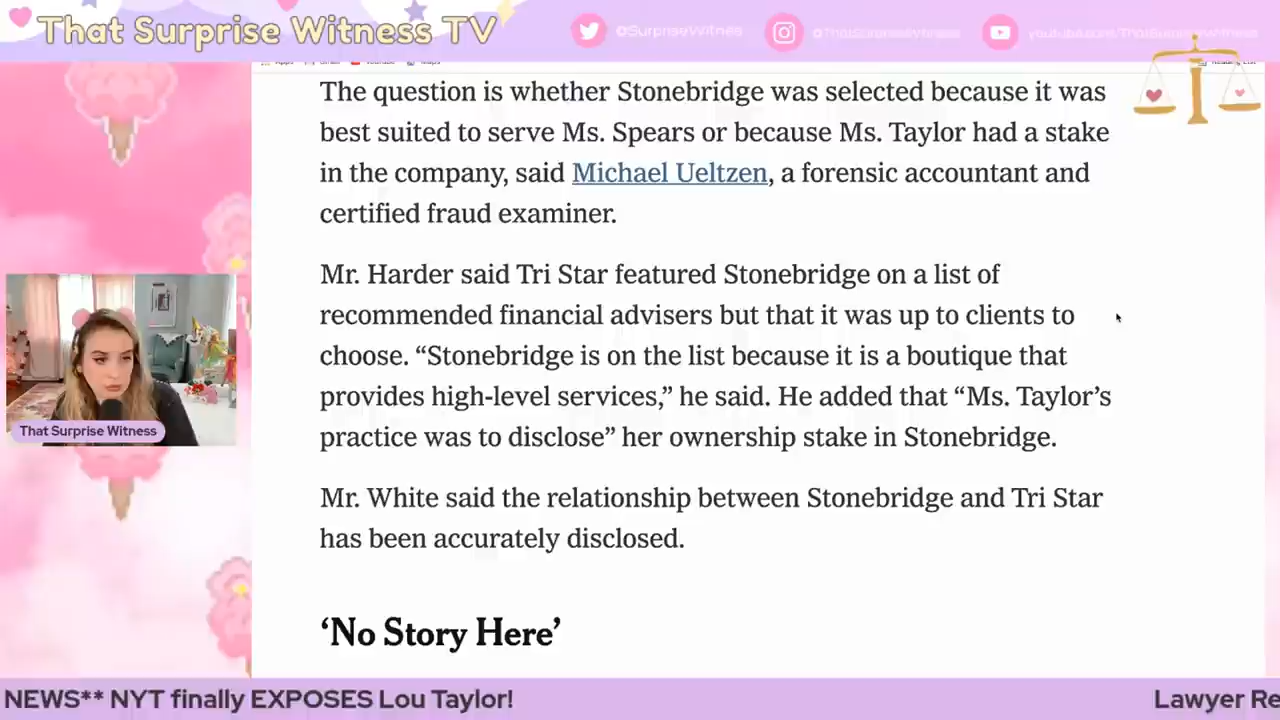 That Surprise Witness TV
@SurpriseWitnes
@ThatSurpriseWitness
youtube.com/ThatSurpriseWitness
The question is whether Stonebridge was selected because it was
best suited to serve Ms. Spears or because Ms. Taylor had a stake
in the company, said Michael Ueltzen, a forensic accountant and
certified fraud examiner.
Mr. Harder said Tri Star featured Stonebridge on a list of
recommended financial advisers but that it was up to clients to
choose. “Stonebridge is on the list because it is a boutique that
provides high-level services,” he said. He added that “Ms. Taylor’s
practice was to disclose” her ownership stake in Stonebridge.
Mr. White said the relationship between Stonebridge and Tri Star
has been accurately disclosed.
‘No Story Here’
That Surprise Witness
NEWS** NYT finally EXPOSES Lou Taylor!
Lawyer Re